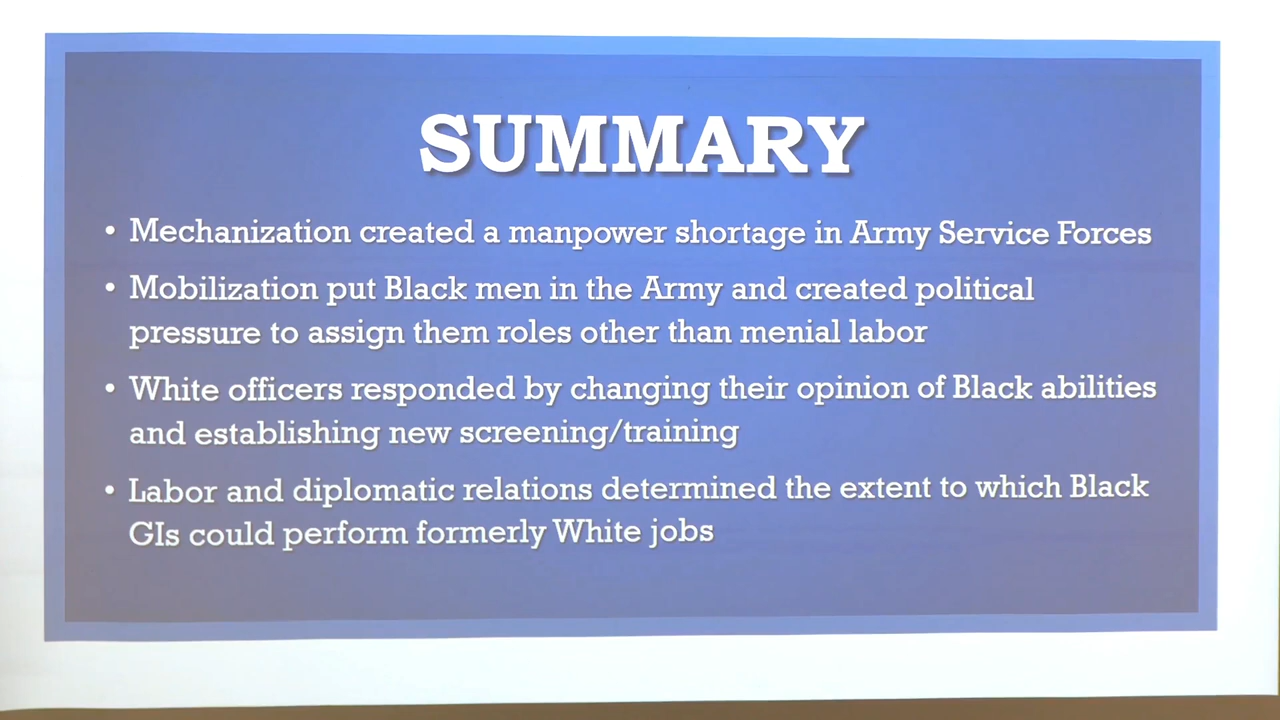 SUMMARY
• Mechanization created a manpower shortage in Army Service Forces
• Mobilization put Black men in the Army and created political
pressure to assign them roles other than menial labor
• White officers responded by changing their opinion of Black abilities
and establishing new screening/training
• Labor and diplomatic relations determined the extent to which Black
GIs could perform formerly White jobs